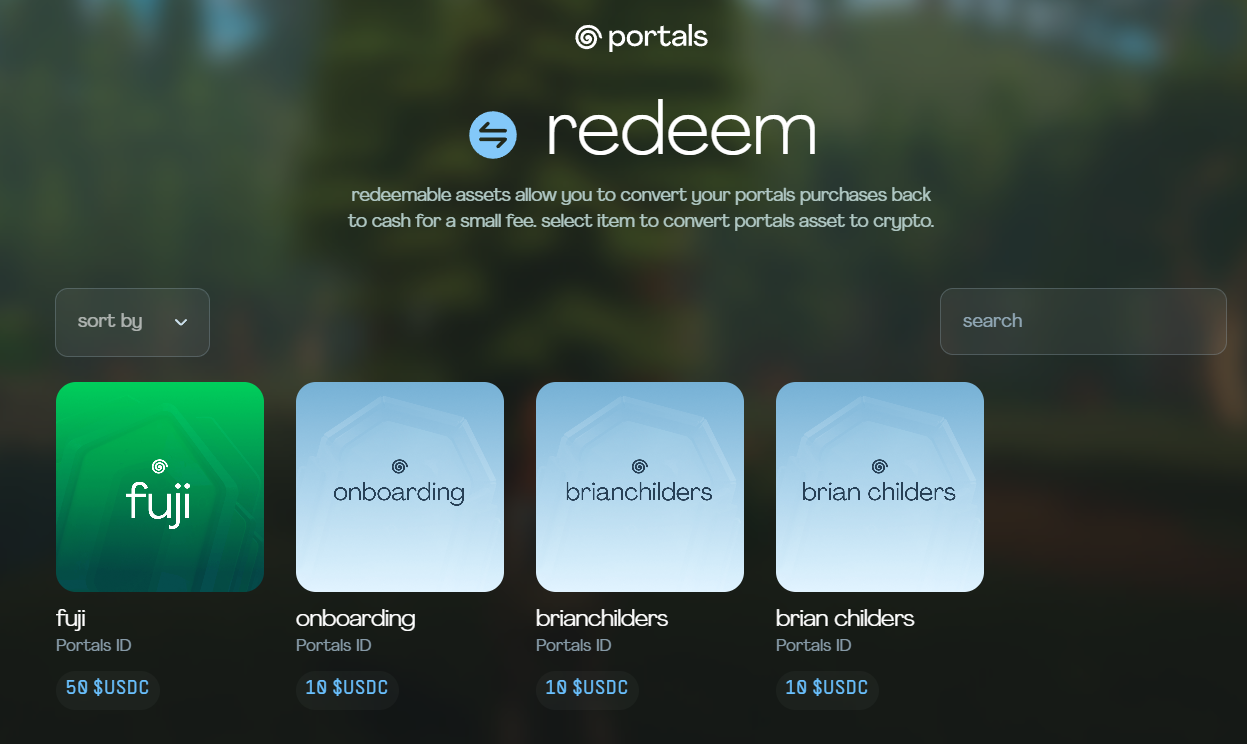 portals
redeem
redeemable assets allow you to convert your portals purchases back
to cash for a small fee. select item to convert portals asset to crypto.
sort by
search
fuji
onboarding
brianchilders
brian childers
fuji
onboarding
brianchilders
brian childers
Portals ID
Portals ID
Portals ID
Portals ID
50 $USDC
10 $USDC
10 $USDC
10 $USDC